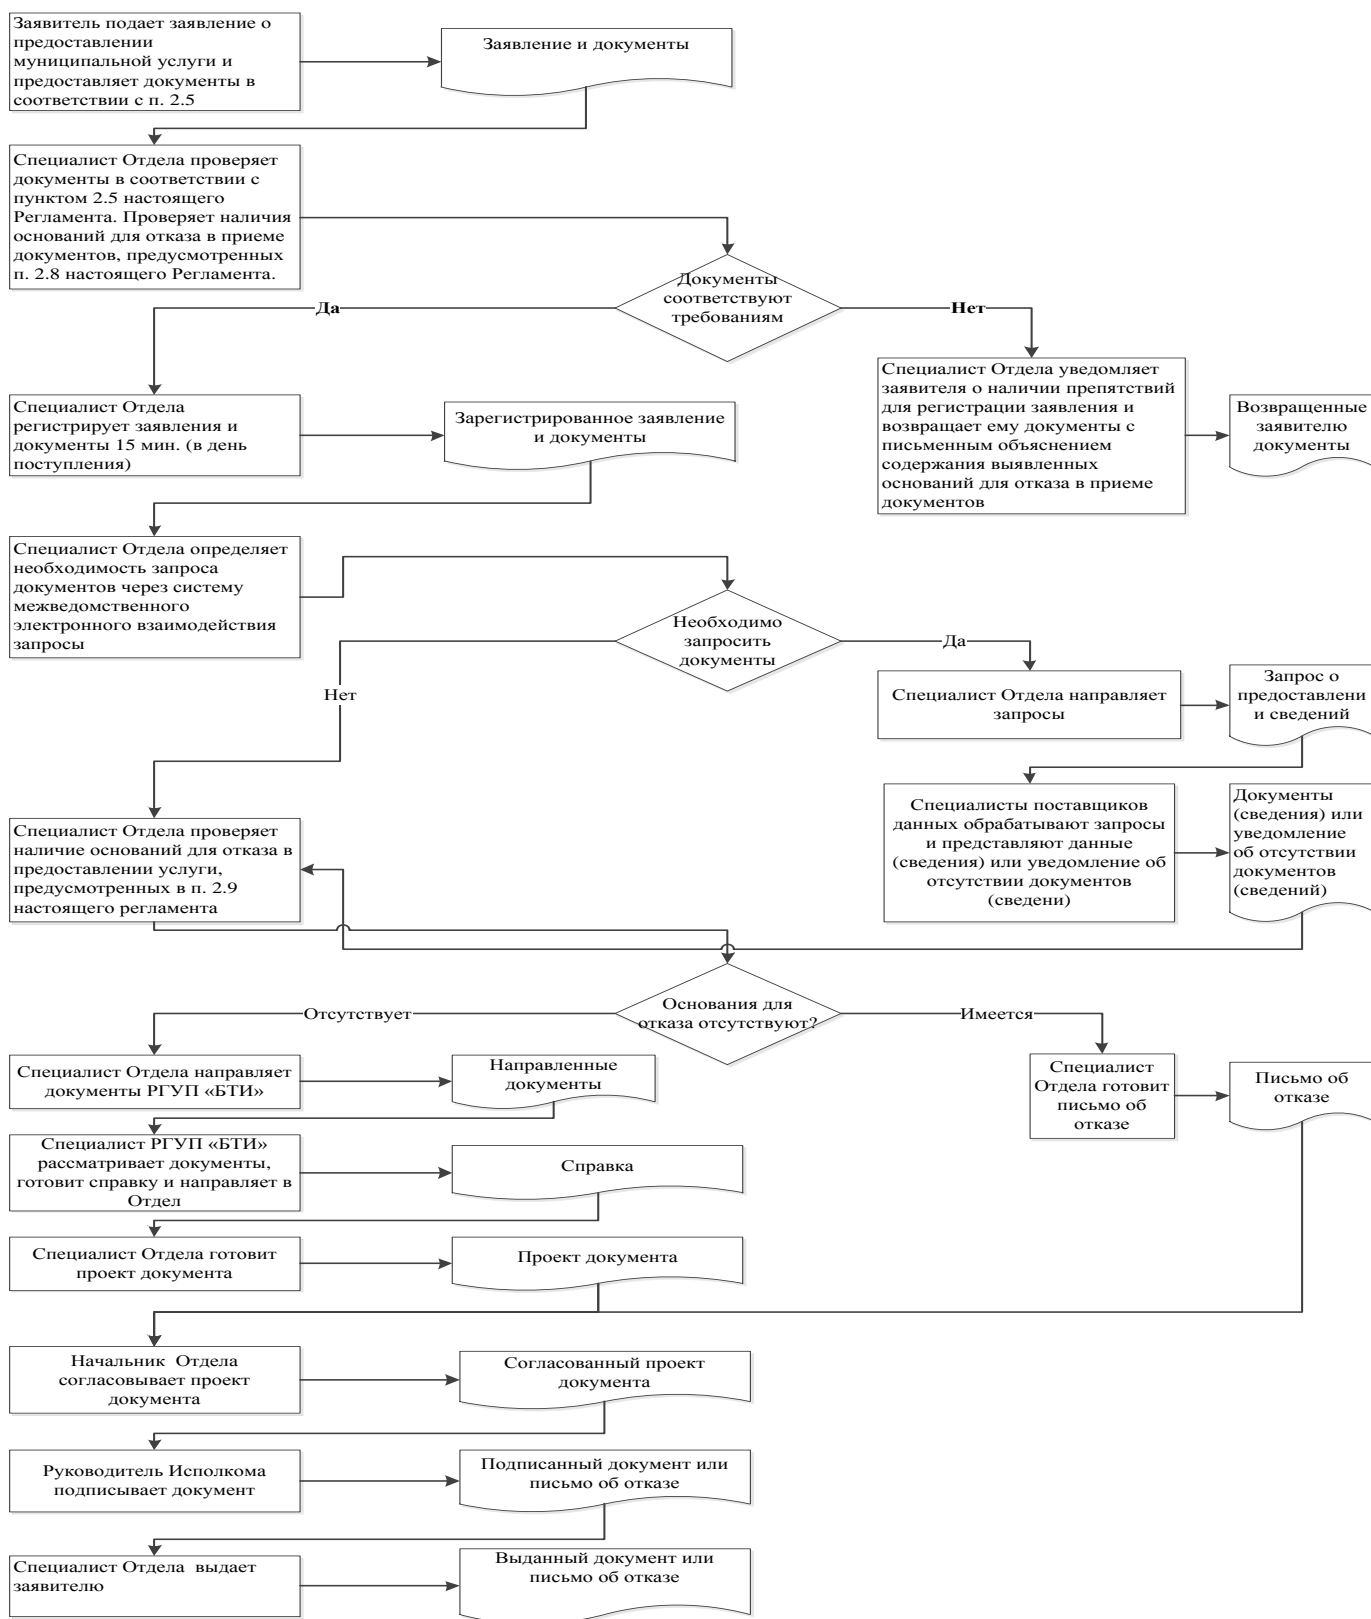 Заявитель подает заявление о
предоставлении
муниципальной услуги и
предоставляет документы в
соответствии с п. 2.5
Заявление и документы
Специалист Отдела проверяет
документы в соответствии с
пунктом 2.5 настоящего
Регламента. Проверяет наличия
оснований для отказа в приеме
документов, предусмотренных
п. 2.8 настоящего Регламента.
Документы
соответствуют
требованиям
Да
Нет
Специалист Отдела
регистрирует заявления и
документы 15 мин. (в день
поступления)
Зарегистрированное заявление
и документы
Специалист Отдела уведомляет
заявителя о наличии препятствий
для регистрации заявления и
возвращает ему документы с
письменным объяснением
содержания выявленных
оснований для отказа в приеме
документов
Возвращенные
заявителю
документы
Специалист Отдела определяет
необходимость запроса
документов через систему
межведомственного
электронного взаимодействия
запросы
Необходимо
запросить
документы
Да
Нет
Специалист Отдела направляет
запросы
Запрос о
предоставлени
и сведений
Специалисты поставщиков
данных обрабатывают запросы
и представляют данные
(сведения) или уведомление об
отсутствии документов
(сведени)
Документы
(сведения) или
уведомление
об отсутствии
документов
(сведений)
Специалист Отдела проверяет
наличие оснований для отказа в
предоставлении услуги,
предусмотренных в п. 2.9
настоящего регламента
Основания для
отказа отсутствуют?
Отсутствует
Имеется
Специалист Отдела направляет
документы РГУП «БТИ»
Направленные
документы
Специалист
Отдела готовит
письмо об
отказе
Письмо об
отказе
Специалист РГУП «БТИ»
рассматривает документы,
готовит справку и направляет в
Отдел
Справка
Специалист Отдела готовит
проект документа
Проект документа
Начальник  Отдела
согласовывает проект
документа
Согласованный проект
документа
Руководитель Исполкома
подписывает документ
Подписанный документ или
письмо об отказе
Специалист Отдела  выдает
заявителю
Выданный документ или
письмо об отказе